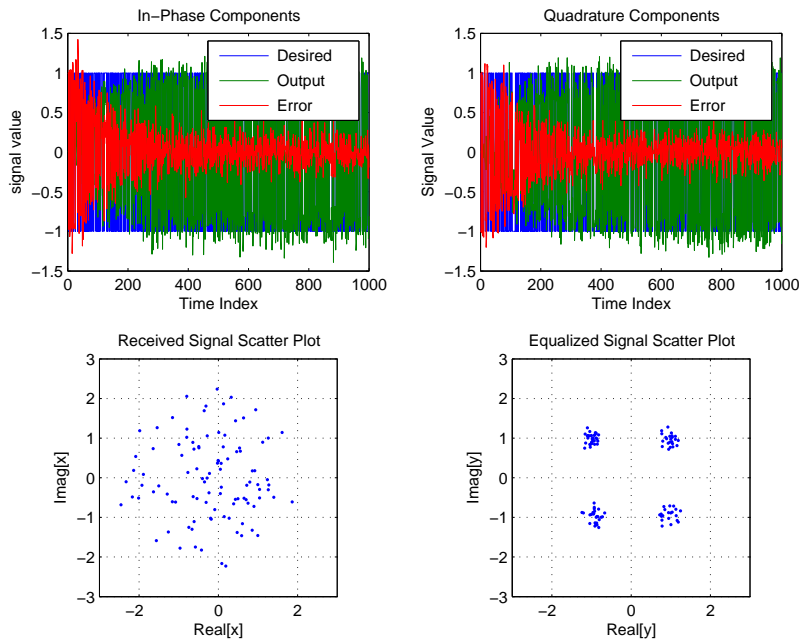 In−Phase Components
signal value
1.5
1
0.5
0
−0.5
−1
−1.5
0 200 400 600 800 1000
Time Index
Desired
Output
Error
Quadrature Components
Signal Value
1.5
1
0.5
0
−0.5
−1
−1.5
0 200 400 600 800 1000
Time Index
Desired
Output
Error
Received Signal Scatter Plot
Imag[x]
3
2
1
0
−1
−2
−3
−2 0 2
Real[x]
Equalized Signal Scatter Plot
Imag[y]
3
2
1
0
−1
−2
−3
−2 0 2
Real[y]